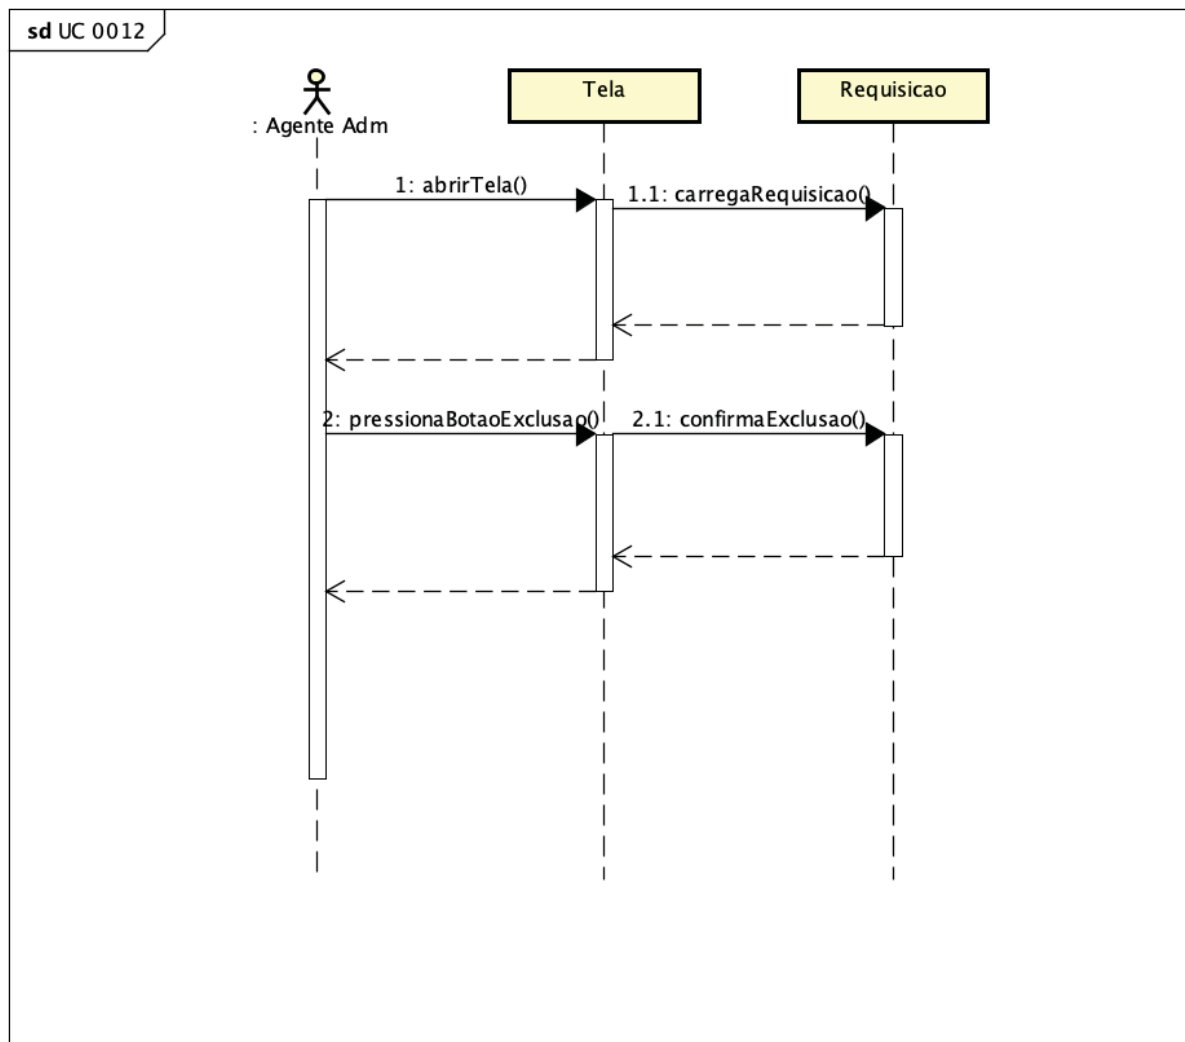 sd UC 0012
Tela
Requisicao
: Agente Adm
1: abrirTela()
1.1: carregaRequisicao()
2: pressionaBotaoExclusao()
2.1: confirmaExclusao()